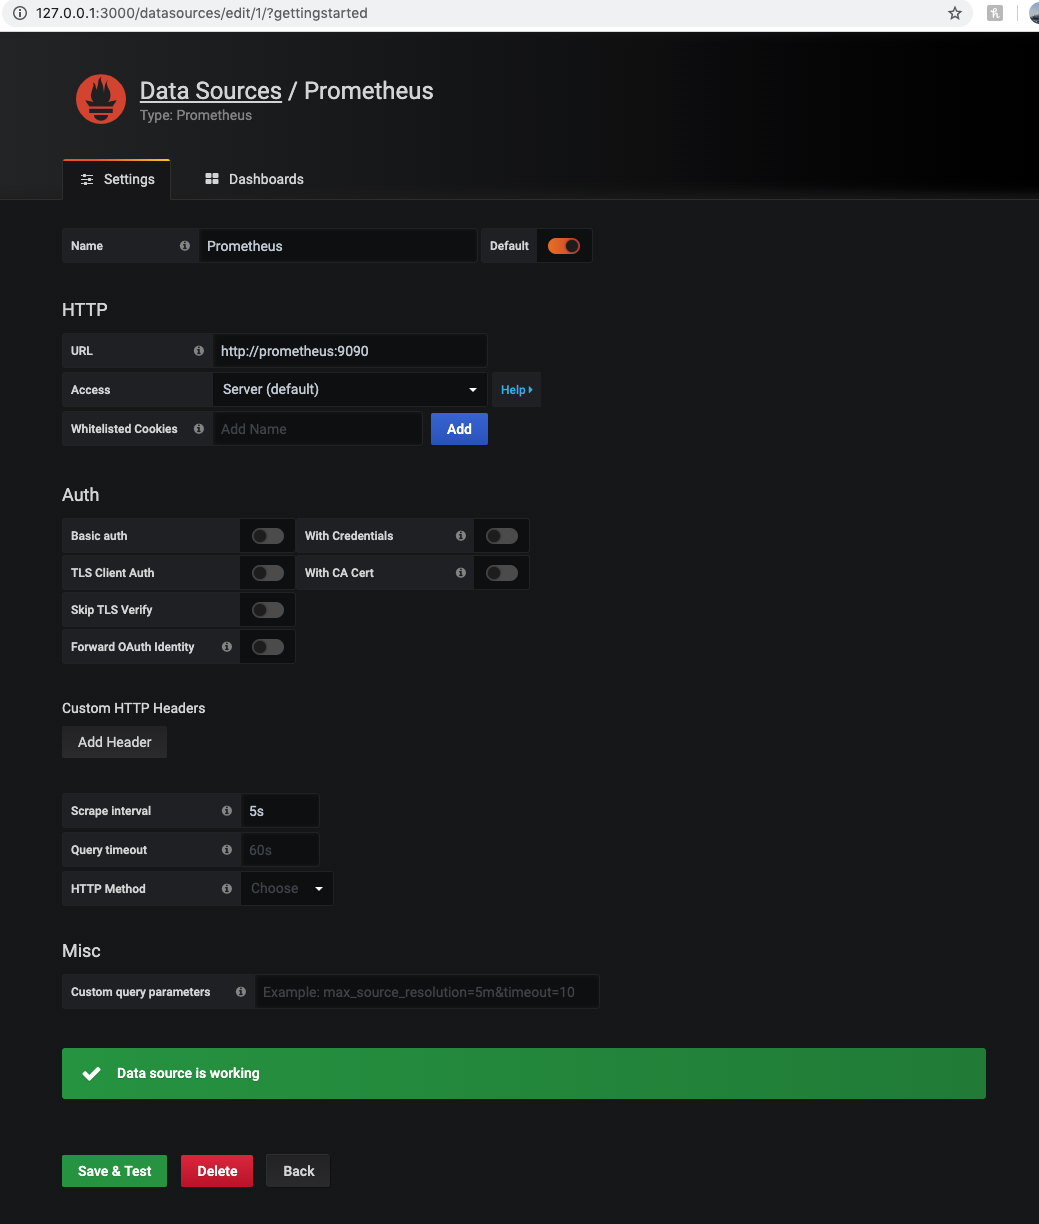 127.0.0.1:3000/datasources/edit/1/?gettingstarted
Data Sources / Prometheus
Type: Prometheus
Settings
Dashboards
Name
Prometheus
Default
HTTP
URL
http://prometheus:9090
Access
Server (default)
Help
Whitelisted Cookies
Add Name
Add
Auth
Basic auth
With Credentials
TLS Client Auth
With CA Cert
Skip TLS Verify
Forward OAuth Identity
Custom HTTP Headers
Add Header
Scrape interval
5s
Query timeout
60s
HTTP Method
Choose
Misc
Custom query parameters
Example: max_source_resolution=5m&timeout=10
Data source is working
Save & Test
Delete
Back